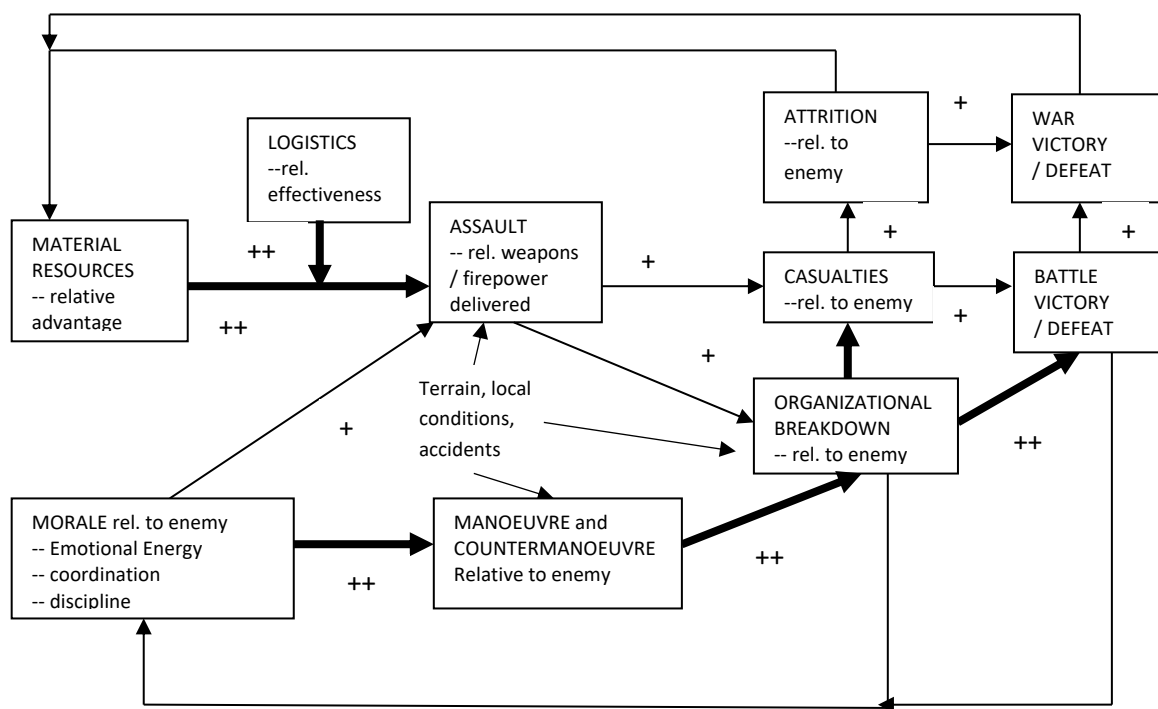 ATTRITION
--rel. to
enemy
+
WAR
VICTORY
/ DEFEAT
LOGISTICS
--rel.
effectiveness
MATERIAL
RESOURCES
-- relative
advantage
++
++
ASSAULT
-- rel. weapons
/ firepower
delivered
+
+
+
CASUALTIES
--rel. to enemy
+
BATTLE
VICTORY
/ DEFEAT
+
Terrain, local
conditions,
accidents
+
ORGANIZATIONAL
BREAKDOWN
-- rel. to enemy
++
MORALE rel. to enemy
-- Emotional Energy
-- coordination
-- discipline
++
MANOEUVRE and
COUNTERMANOEUVRE
Relative to enemy
++